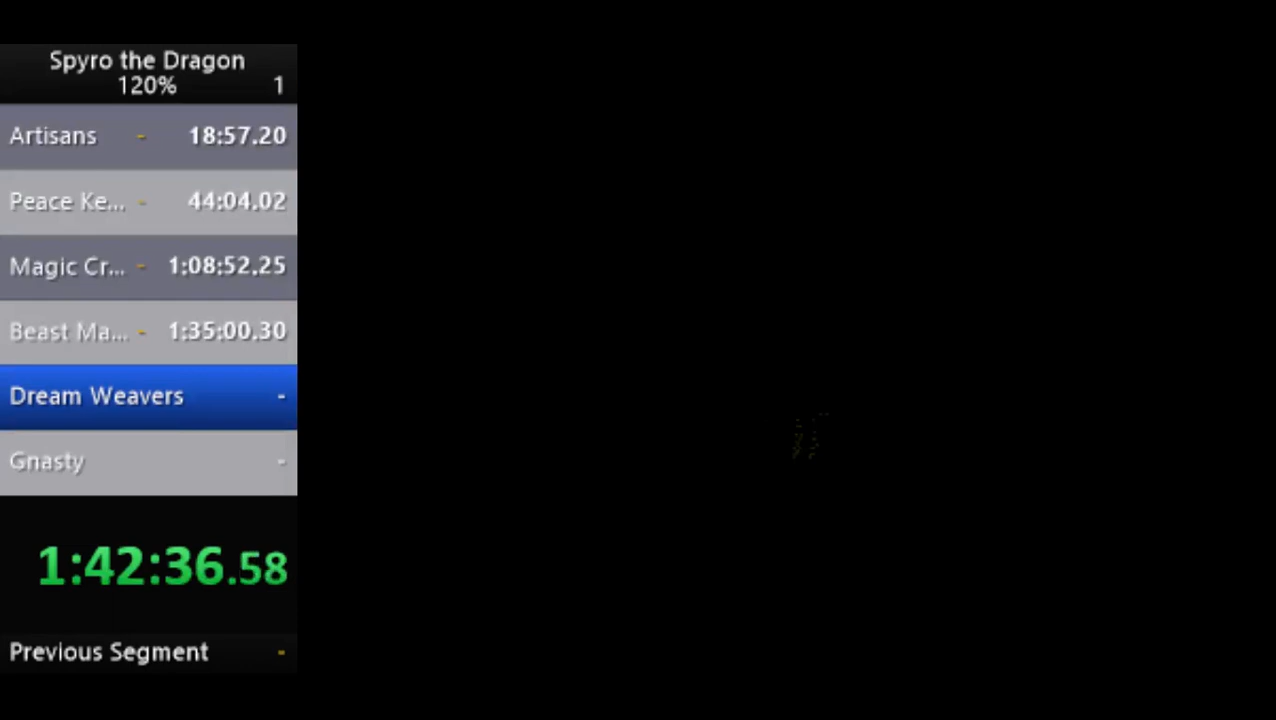 Spyro the Dragon
120% 1
Artisans - 18:57.20
Peace Ke... - 44:04.02
Magic Cr... - 1:08:52.25
Beast Ma... - 1:35:00.30
Dream Weavers -
Gnasty -
1:42:36.58
Previous Segment -